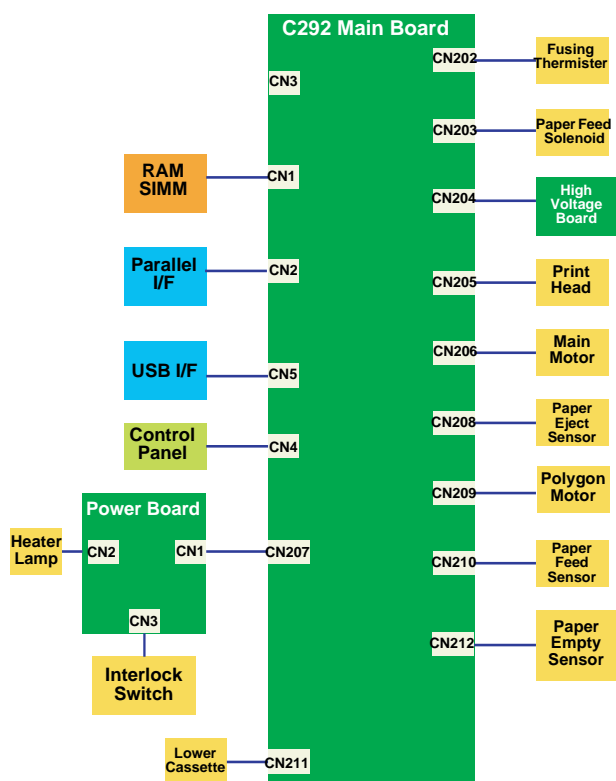 C292 Main Board
CN3
CN1
CN2
CN5
CN4
CN207
CN211
CN202
CN203
CN204
CN205
CN206
CN208
CN209
CN210
CN212
RAM
SIMM
Parallel
I/F
USB I/F
Control
Panel
Power Board
CN2
CN1
CN3
Heater
Lamp
Interlock
Switch
Lower
Cassette
Fusing
Thermister
Paper Feed
Solenoid
High
Voltage
Board
Print
Head
Main
Motor
Paper
Eject
Sensor
Polygon
Motor
Paper
Feed
Sensor
Paper
Empty
Sensor